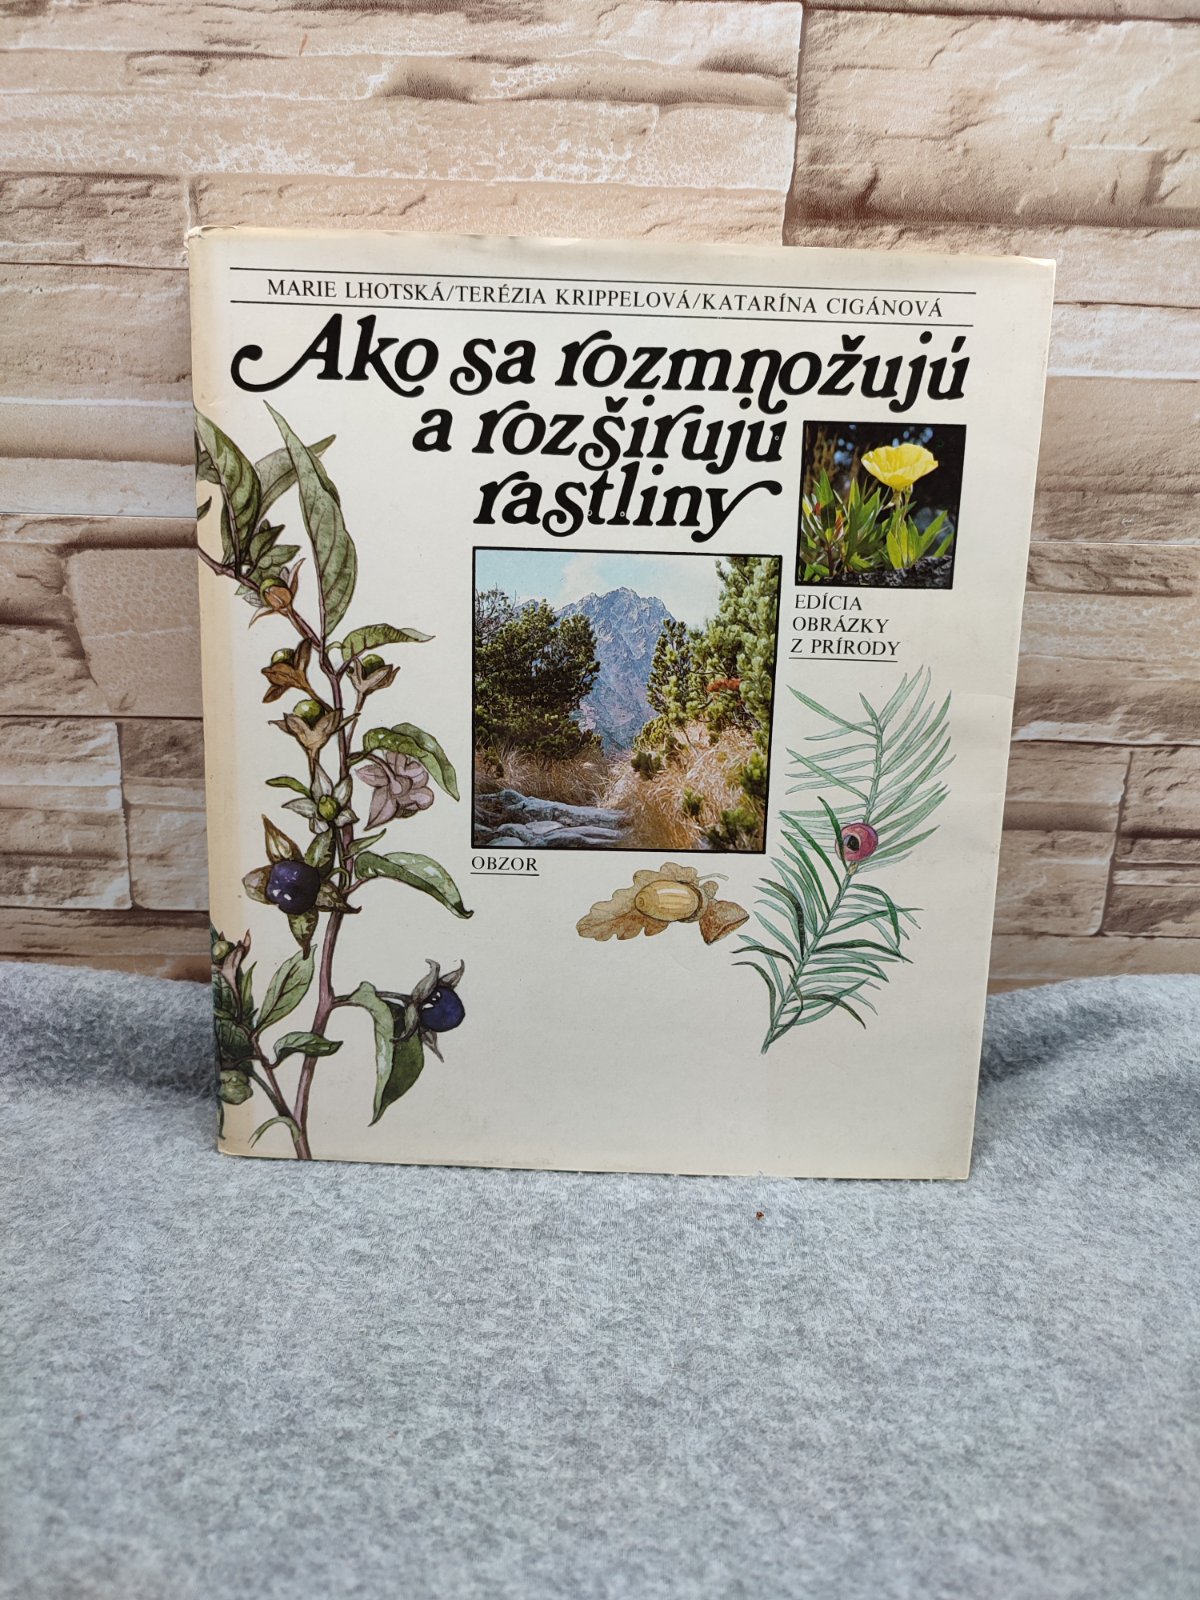 MARIE LHOTSKÁ/TERÉZIA KRIPPELOVÁ/KATARÍNA CIGÁNOVÁ
Ako sa rozmnožujú
a rozširujú
rastliny
EDÍCIA
OBRÁZKY
Z PRÍRODY
OBZOR